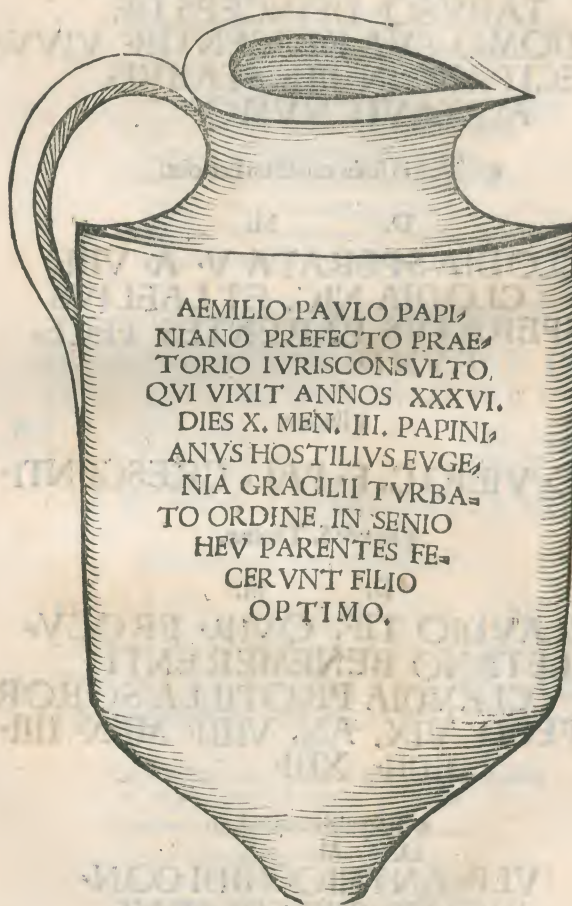 AEMILIO PAVLO PAPI-
NIANO PREFECTO PRAE-
TORIO IVRISCONSVLTO.
QVI VIXIT ANNOS XXXVI.
DIES X. MEN. III. PAPINI-
ANVS HOSTILIVS EVGE-
NIA GRACILII TVRBA-
TO ORDINE. IN SENIO
HEV PARENTES FE-
CERVNT FILIO
OPTIMO.